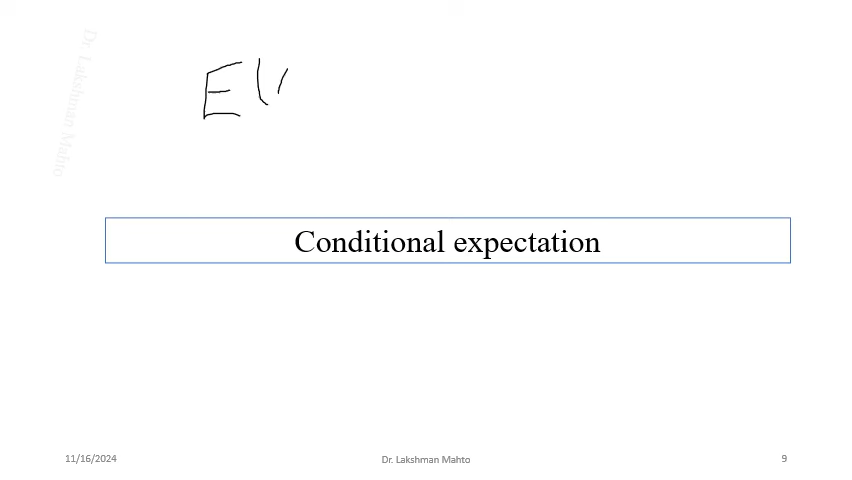 Dr. Lakshman Mahto
E(
Conditional expectation
11/16/2024 Dr. Lakshman Mahto 9